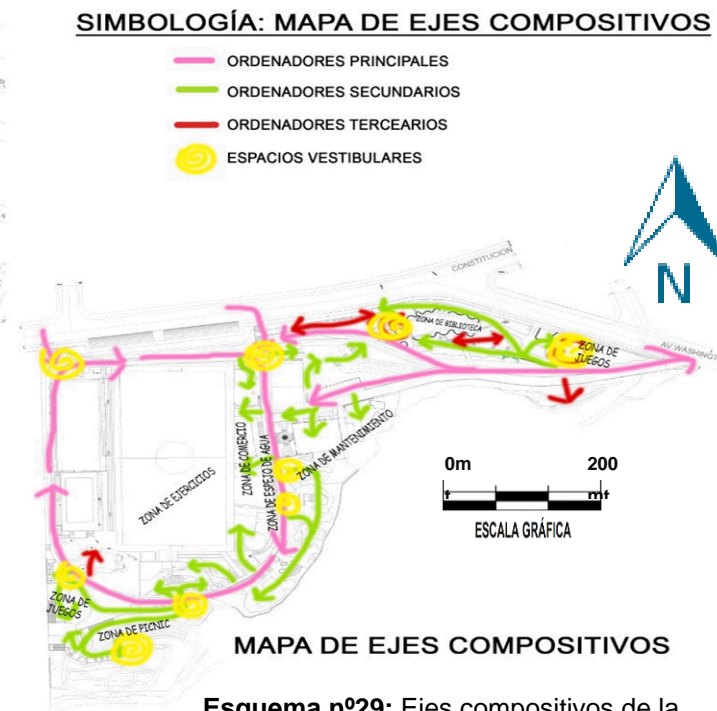 SIMBOLOGÍA: MAPA DE EJES COMPOSITIVOS
ORDENADORES PRINCIPALES
ORDENADORES SECUNDARIOS
ORDENADORES TERCEARIOS
ESPACIOS VESTIBULARES
N
CONSTITUCION
ZONA DE BIBLIOTECA
ZONA DE
JUEGOS
AV WASHINGT
ZONA DE EJERCICIOS
ZONA DE COMERCIO
ZONA DE ESPEJO DE AGUA
ZONA DE MANTENIMIENTO
0m 200
mt
ESCALA GRÁFICA
ZONA DE
JUEGOS
ZONA DE PICNIC
MAPA DE EJES COMPOSITIVOS
Esquema nº29: Ejes compositivos de la